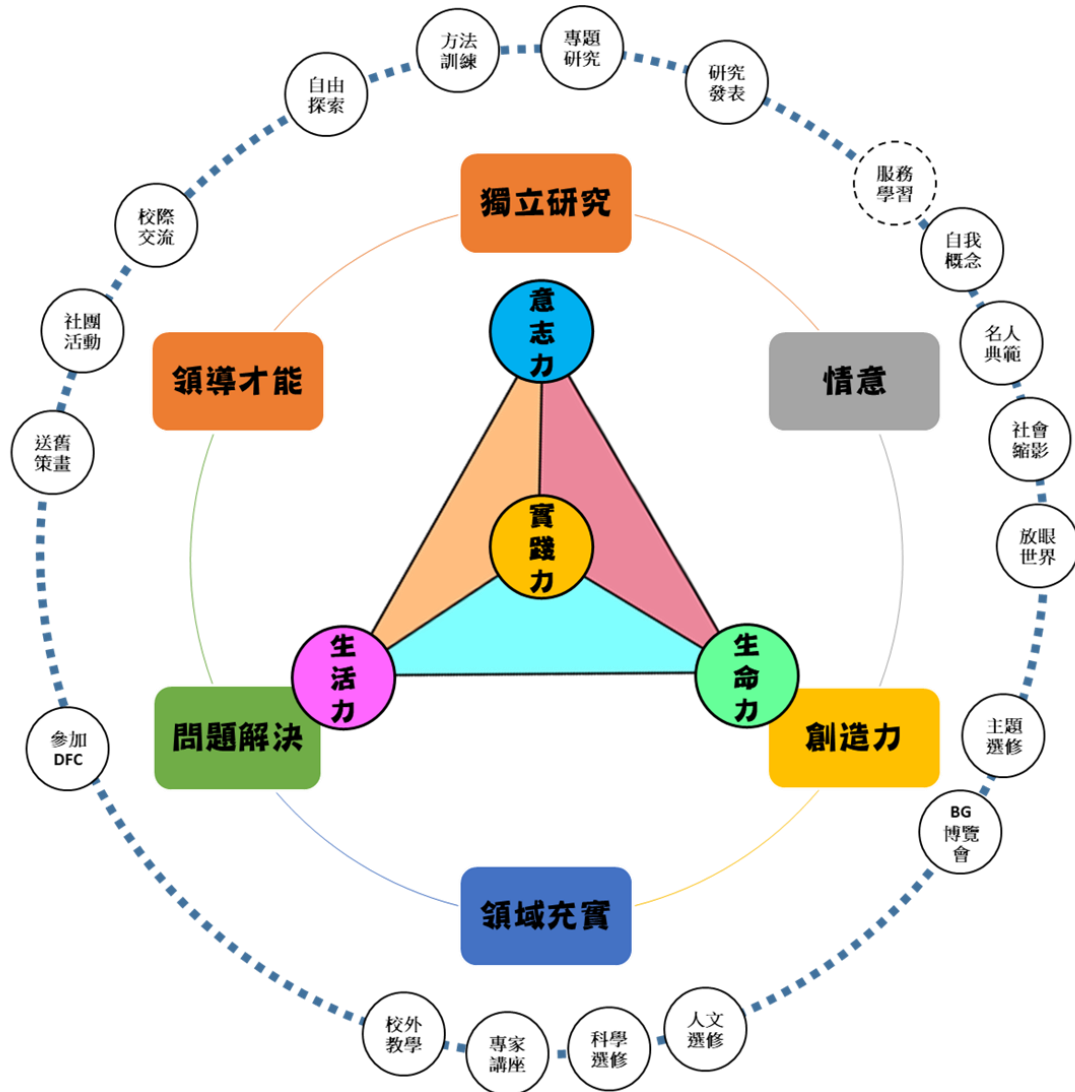 方法
訓練
專題
研究
研究
發表
自由
探索
服務
學習
校際
交流
自我
概念
社團
活動
名人
典範
送舊
策畫
社會
縮影
放眼
世界
參加
DFC
主題
選修
BG
博覽
會
校外
教學
專家
講座
科學
選修
人文
選修
獨立研究
領導才能
情意
問題解決
創造力
領域充實
意
志
力
實
踐
力
生
活
力
生
命
力